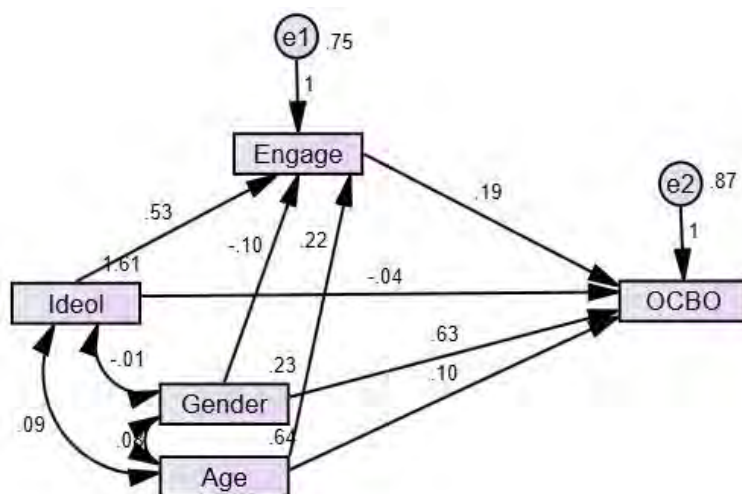 e1
.75
1
Engage
e2
.87
.53
.19
1
-.10
.22
1.61
-.04
Ideol
OCBO
-.01
.63
.23
.10
Gender
.09
.64
Age